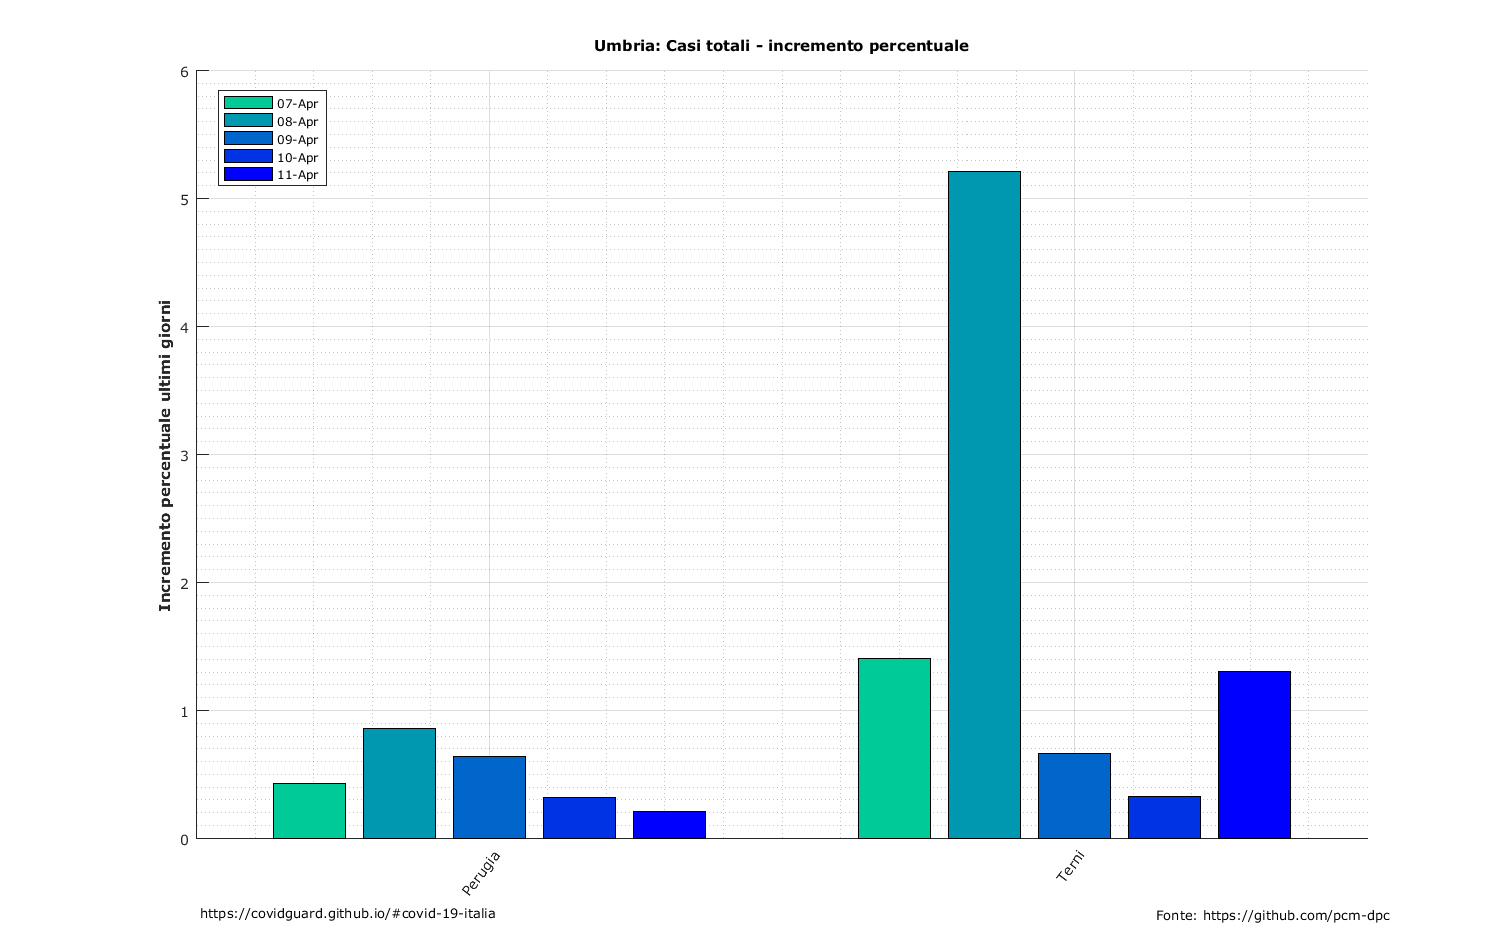 Umbria: Casi totali - incremento percentuale
6
5
4
3
2
1
0
Incremento percentuale ultimi giorni
07-Apr
08-Apr
09-Apr
10-Apr
11-Apr
Perugia
Terni
https://covidguard.github.io/#covid-19-italia
Fonte: https://github.com/pcm-dpc